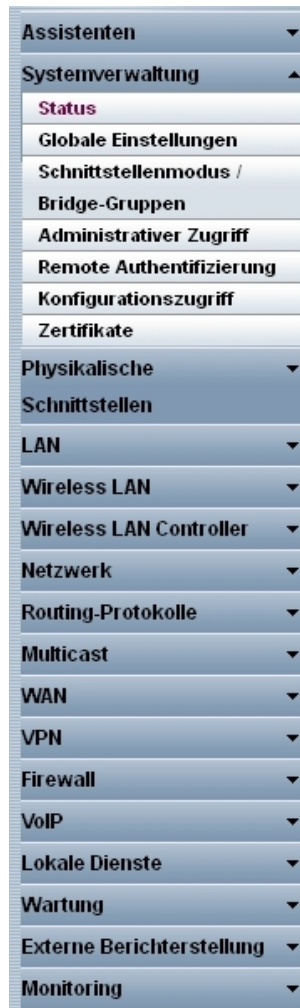 Assistenten
Systemverwaltung
Status
Globale Einstellungen
Schnittstellenmodus /
Bridge-Gruppen
Administrativer Zugriff
Remote Authentifizierung
Konfigurationszugriff
Zertifikate
Physikalische
Schnittstellen
LAN
Wireless LAN
Wireless LAN Controller
Netzwerk
Routing-Protokolle
Multicast
WAN
VPN
Firewall
VoIP
Lokale Dienste
Wartung
Externe Berichterstellung
Monitoring